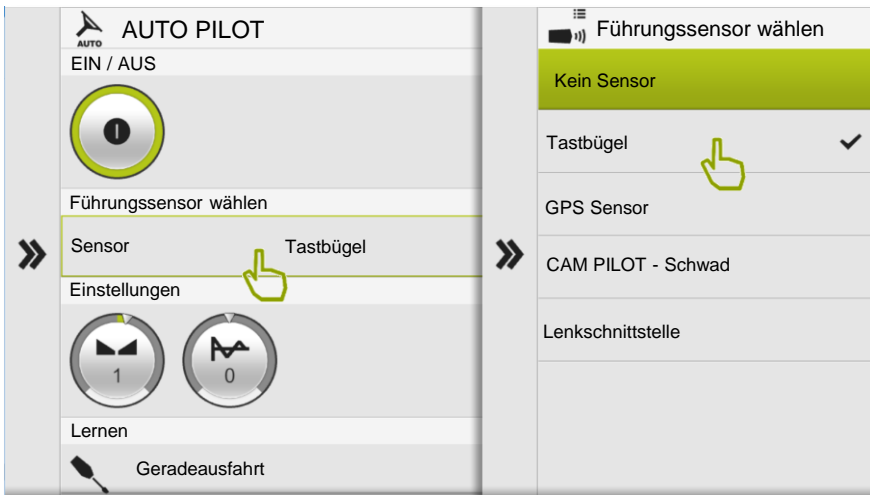 AUTO PILOT
AUTO
EIN / AUS
Führungssensor wählen
Sensor Tastbügel
Einstellungen
1 0
Lernen
Geradeausfahrt
Führungssensor wählen
Kein Sensor
Tastbügel
GPS Sensor
CAM PILOT - Schwad
Lenkschnittstelle